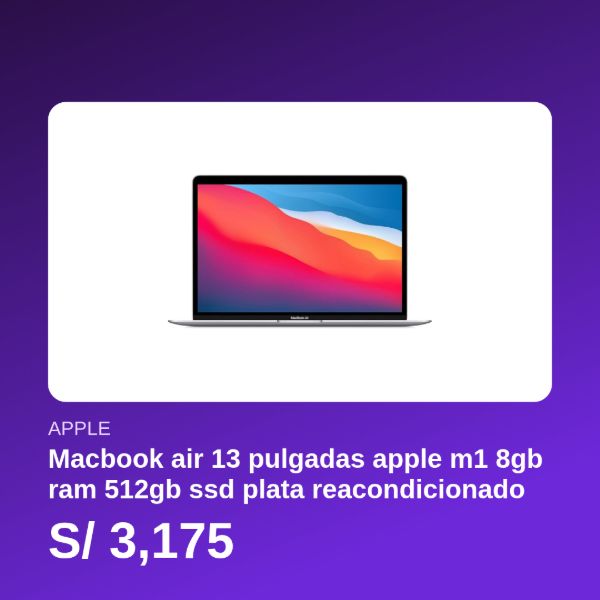 APPLE
Macbook air 13 pulgadas apple m1 8gb
ram 512gb ssd plata reacondicionado
S/ 3,175